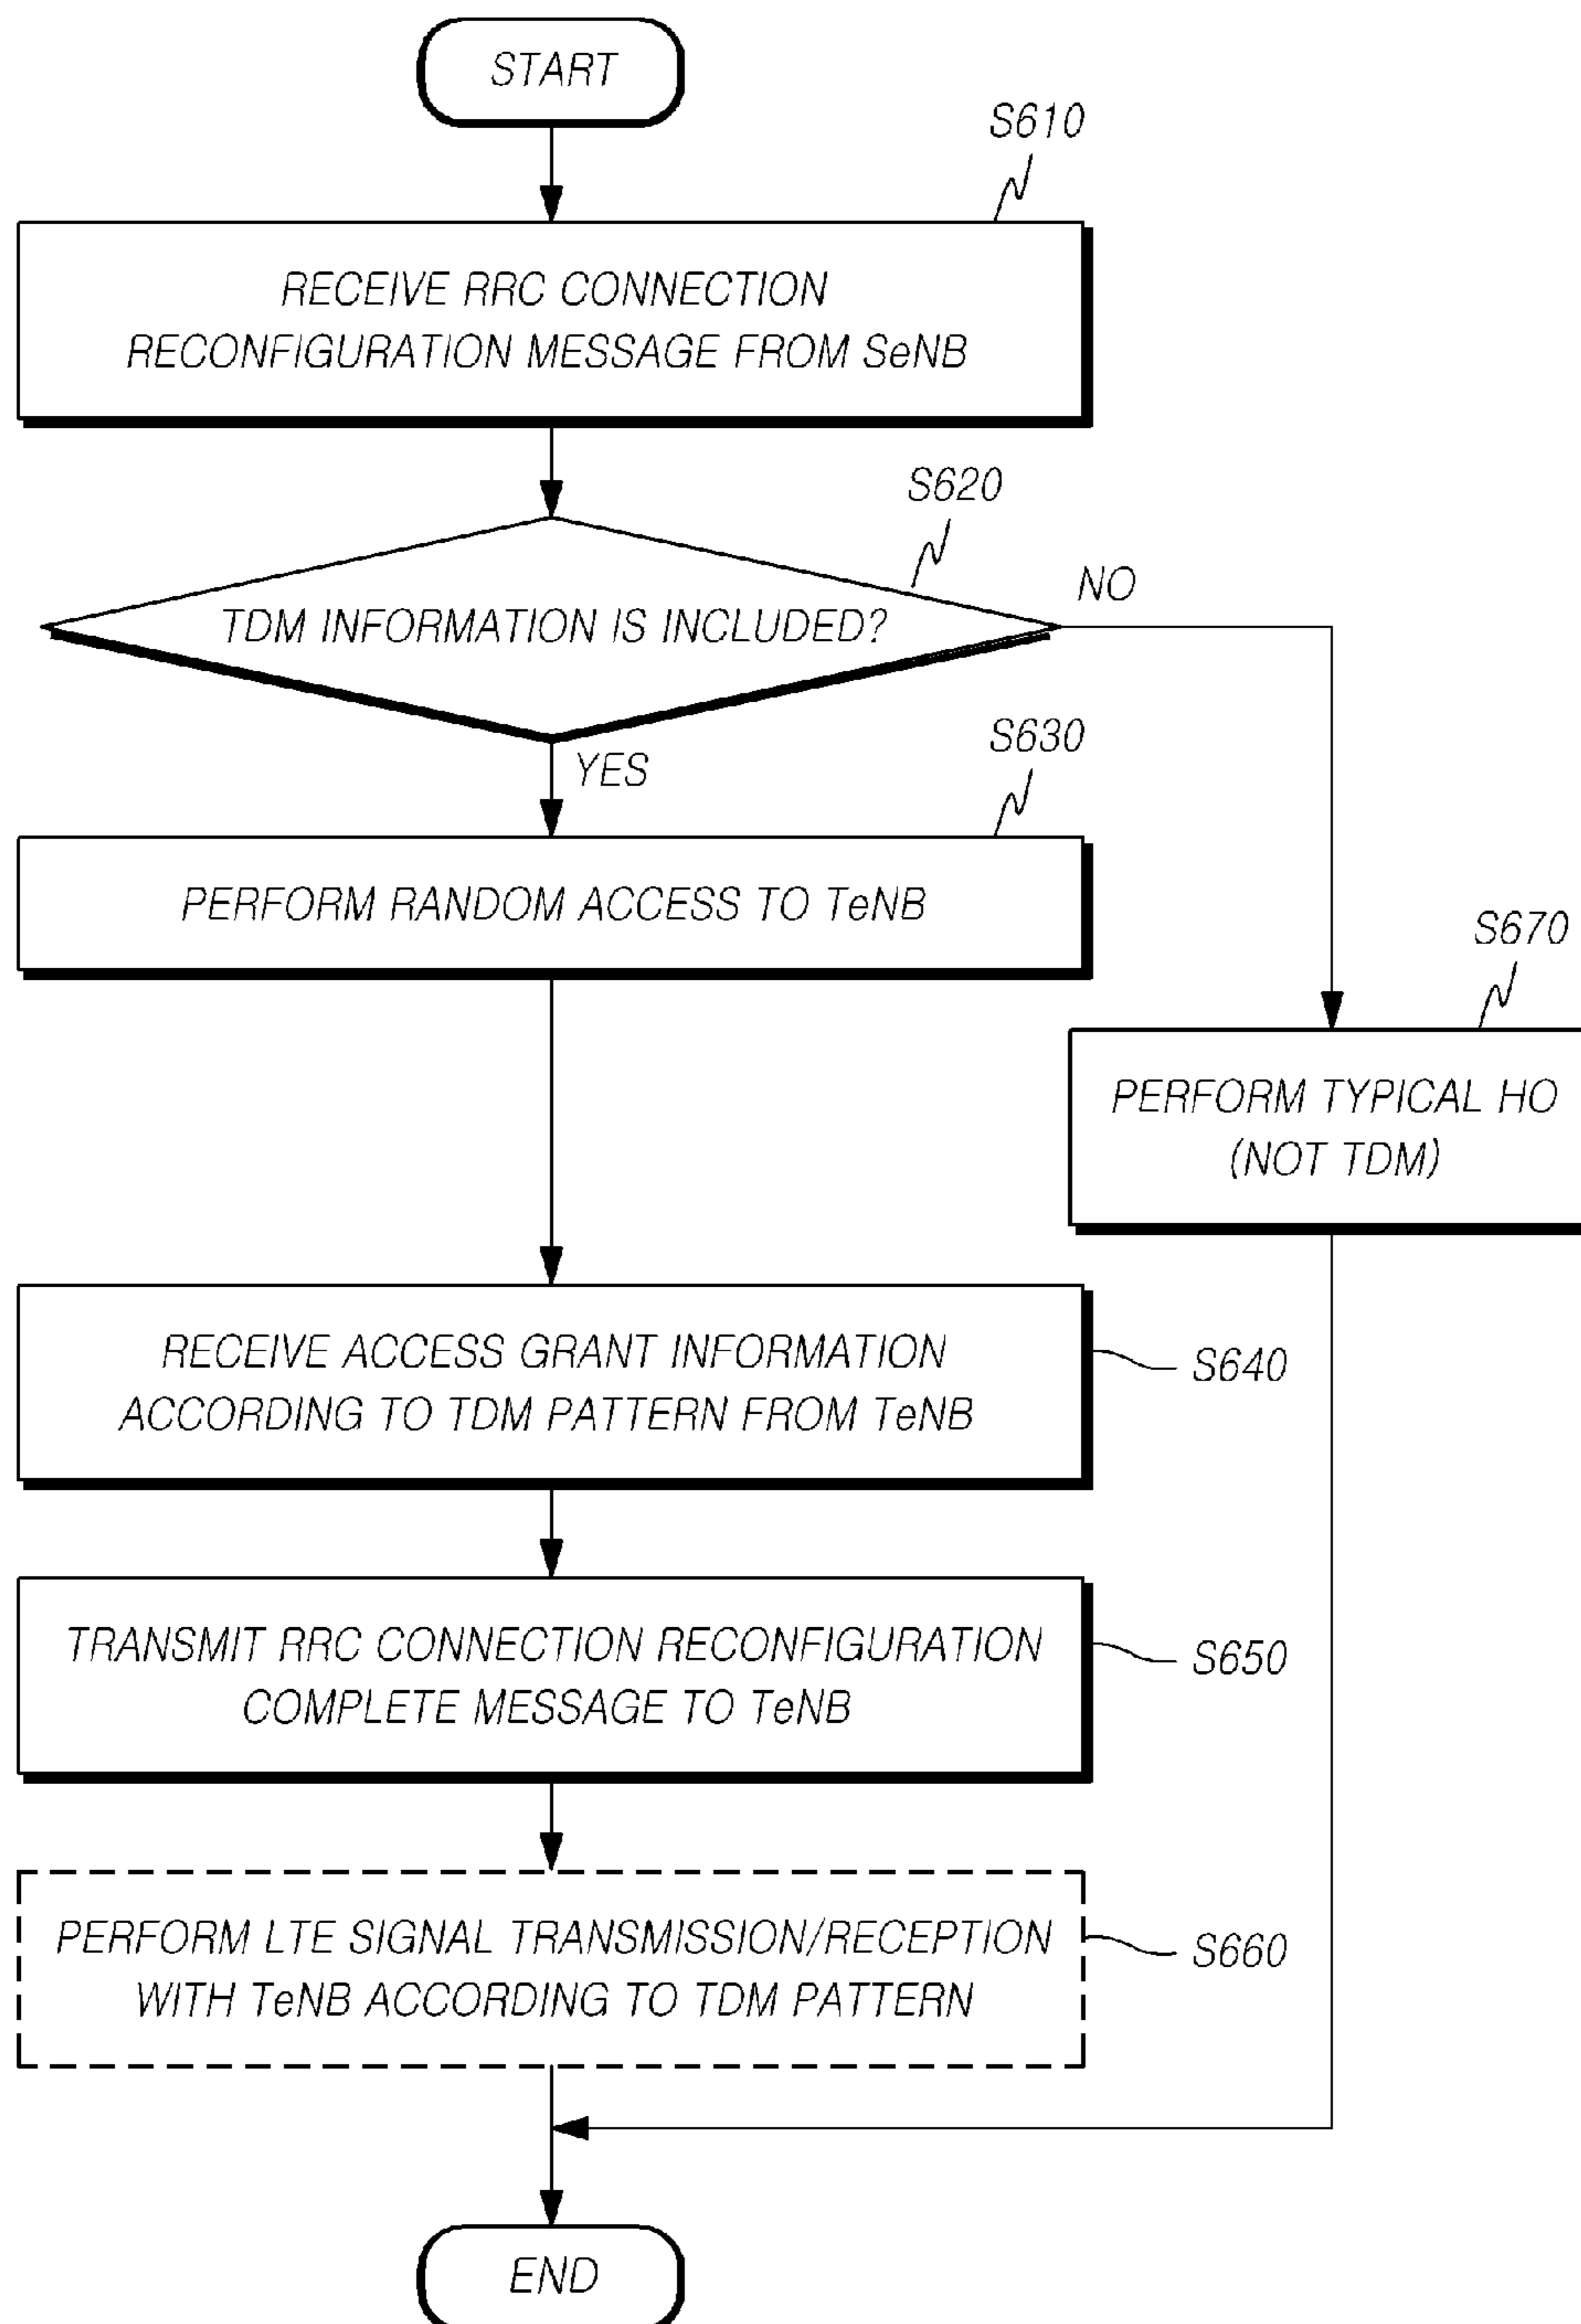 START
S610
RECEIVE RRC CONNECTION
RECONFIGURATION MESSAGE FROM SeNB
S620
TDM INFORMATION IS INCLUDED?
NO
YES
S630
PERFORM RANDOM ACCESS TO TeNB
S670
PERFORM TYPICAL HO
(NOT TDM)
RECEIVE ACCESS GRANT INFORMATION
ACCORDING TO TDM PATTERN FROM TeNB
S640
TRANSMIT RRC CONNECTION RECONFIGURATION
COMPLETE MESSAGE TO TeNB
S650
PERFORM LTE SIGNAL TRANSMISSION/RECEPTION
WITH TeNB ACCORDING TO TDM PATTERN
S660
END